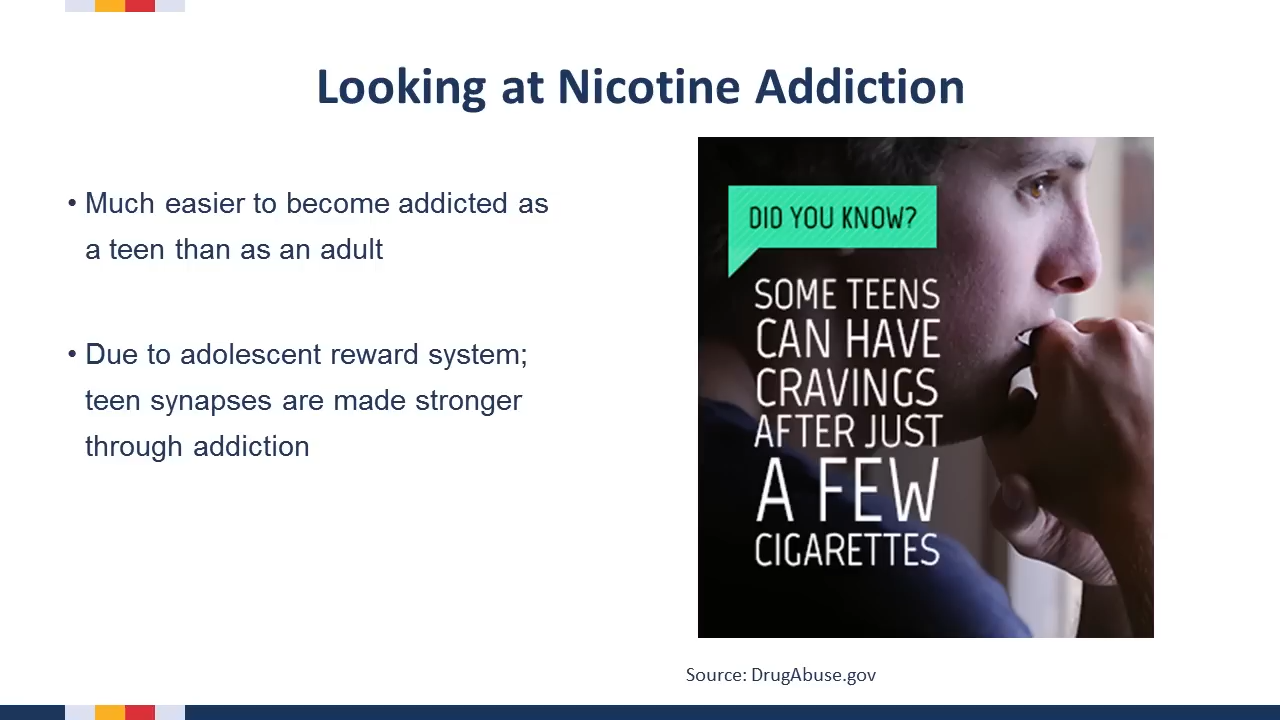 Looking at Nicotine Addiction
• Much easier to become addicted as
a teen than as an adult
• Due to adolescent reward system;
teen synapses are made stronger
through addiction
DID YOU KNOW?
SOME TEENS
CAN HAVE
CRAVINGS
AFTER JUST
A FEW
CIGARETTES
Source: DrugAbuse.gov